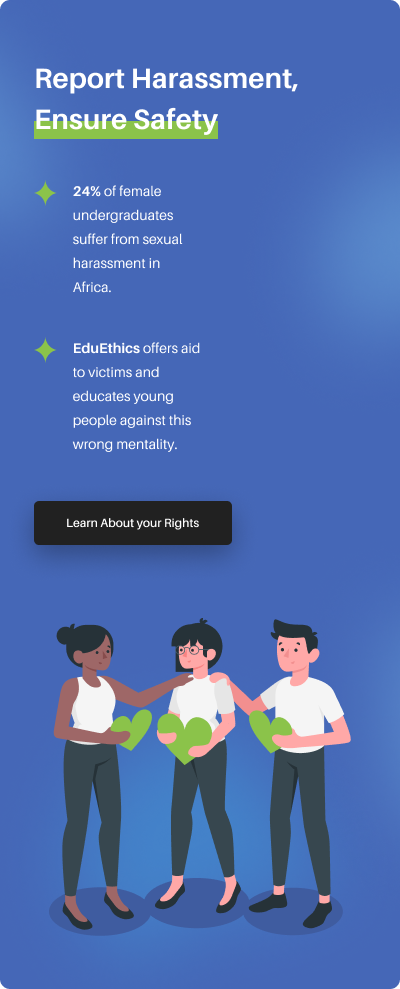 Report Harassment,
Ensure Safety
24% of female
undergraduates
suffer from sexual
harassment in
Africa.
EduEthics offers aid
to victims and
educates young
people against this
wrong mentality.
Learn About your Rights